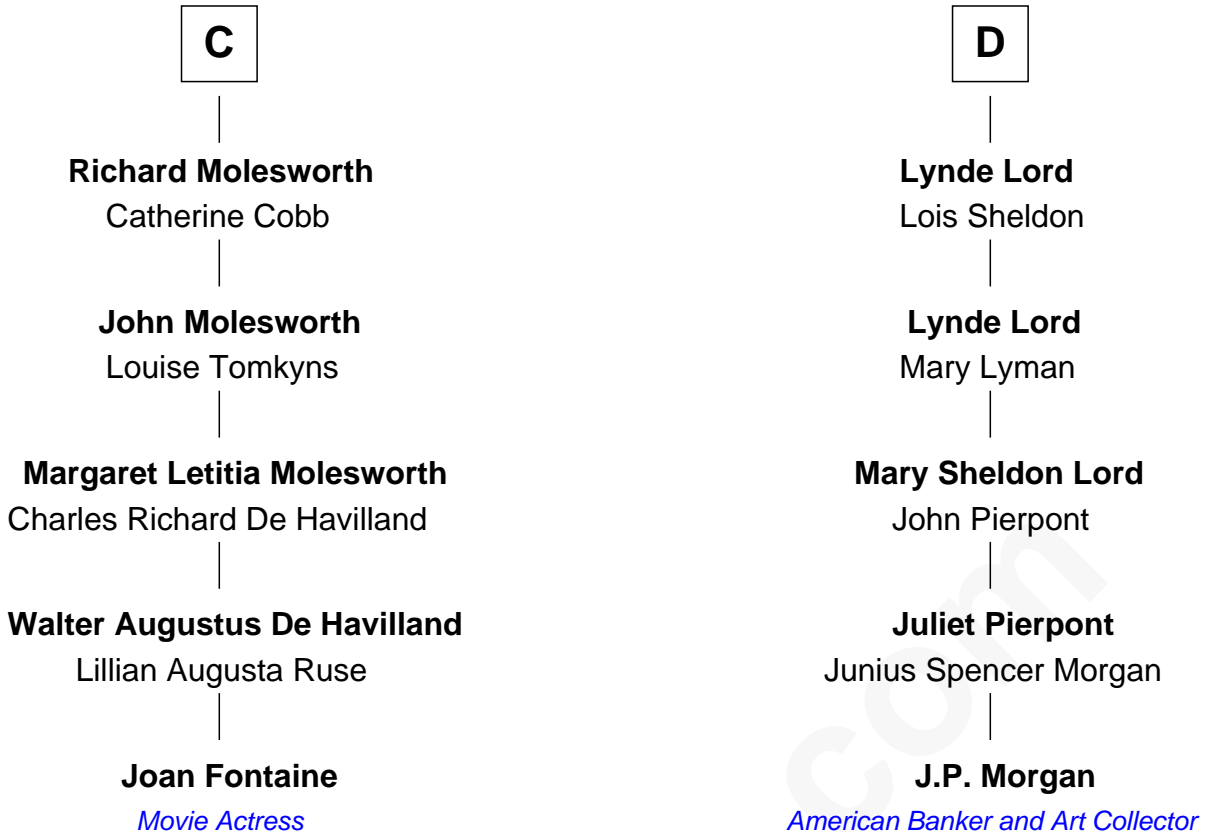 C
Richard Molesworth
Catherine Cobb
John Molesworth
Louise Tomkyns
Margaret Letitia Molesworth
Charles Richard De Havilland
Walter Augustus De Havilland
Lillian Augusta Ruse
Joan Fontaine
Movie Actress
D
Lynde Lord
Lois Sheldon
Lynde Lord
Mary Lyman
Mary Sheldon Lord
John Pierpont
Juliet Pierpont
Junius Spencer Morgan
J.P. Morgan
American Banker and Art Collector
com